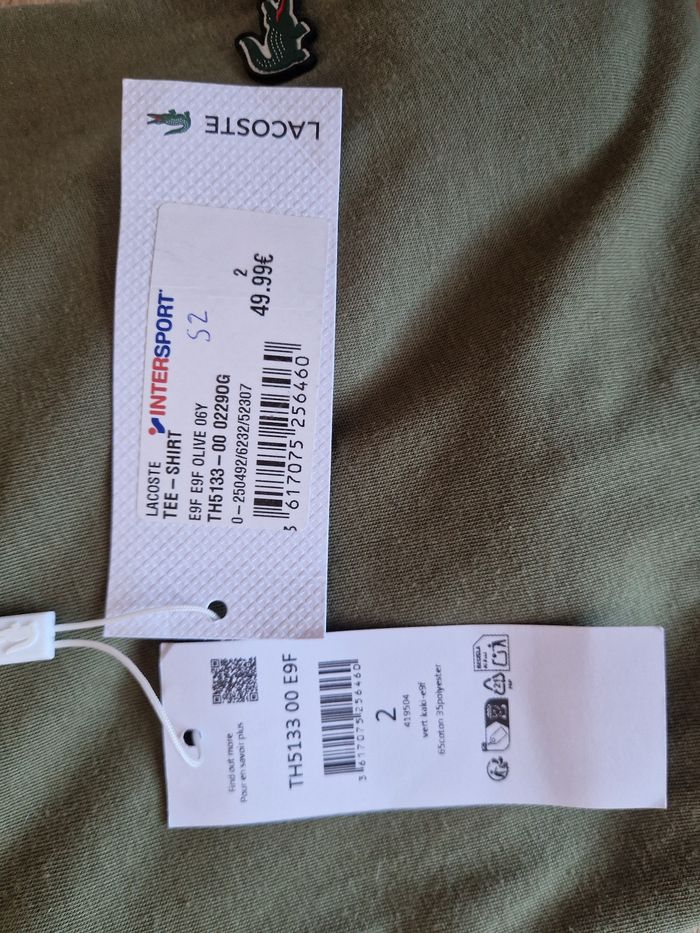 LACOSTE
INTERSPORT
LACOSTE
TEE-SHIRT
52
E9F E9F OLIVE 06Y
TH5133-00 02290G
2
0-250492/6232/52307
49.99€
3 617075 256460
Find out more
Pour en savoir plus
TH5133 00 E9F
3 617075 256460
2
419504
vert kaki-e9f
65coton 35polyester